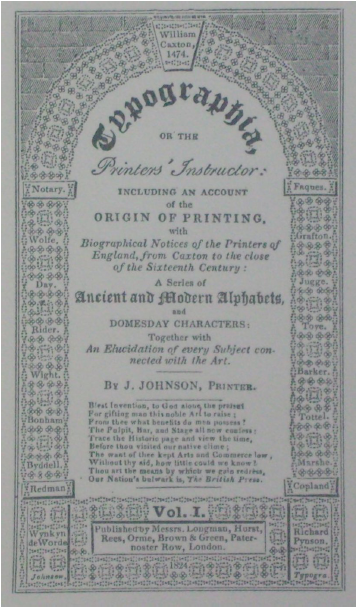 William
Caxton,
1474.
Typographia,
OR THE
Printers' Instructor:
INCLUDING AN ACCOUNT
of the
ORIGIN OF PRINTING,
with
Biographical Notices of the Printers of
England, from Caxton to the close
of the Sixteenth Century:
A Series of
Ancient and Modern Alphabets,
and
DOMESDAY CHARACTERS:
Together with
An Elucidation of every Subject con-
nected with the Art.
By J. JOHNSON, Printer.
Blest Invention, to God alone the praise!
For gifting man this noble Art to raise;
From thee what benefits do men possess?
The Pulpit, Bar, and Stage all now confess;
Trace the Historic page and view the time,
Before thou visited our native clime;
The want of thee kept Arts and Commerce low,
Without thy aid, how little could we know!
Thou art the means by which we gain redress,
Our Nation's bulwark is, The British Press.
Notary.
Wolfe.
Day.
Rider.
Wight.
Bonham
Byddell.
Redman
Wynkyn
de Worde
Johnson,
Faques.
Grafton.
Jugge.
Toye.
Barker.
Tottel.
Marshe.
Copland
Richard
Pynson.
Typogra.
Vol. I.
Published by Messrs. Longman, Hurst,
Rees, Orme, Brown & Green, Pater-
noster Row, London.
1824